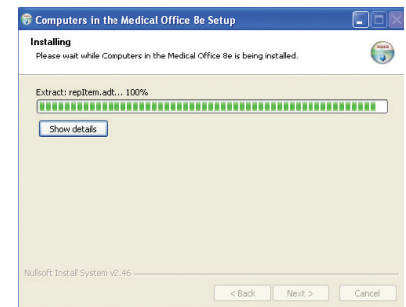 Computers in the Medical Office 8e Setup
Installing
Please wait while Computers in the Medical Office 8e is being installed.
Extract: repItem.adt... 100%
Show details
Nullsoft Install System v2.46
< Back Next > Cancel